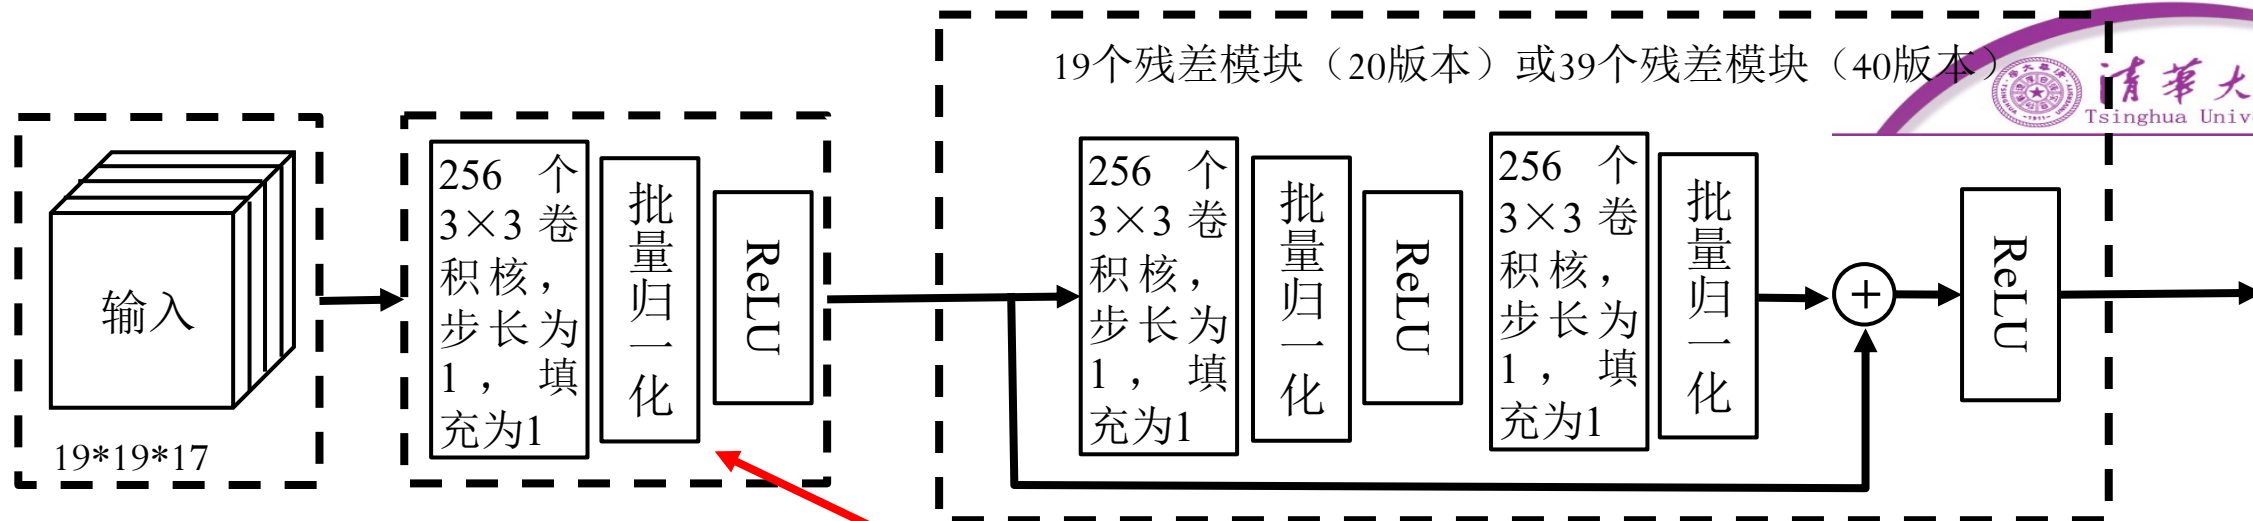 19个残差模块（20版本）或39个残差模块（40版本）
清華大
Tsinghua Univ
输入
19*19*17
256 个
3×3 卷
积核，
步长为
1，填
充为1
批量归一化
ReLU
256 个
3×3 卷
积核，
步长为
1，填
充为1
批量归一化
ReLU
256 个
3×3 卷
积核，
步长为
1，填
充为1
批量归一化
+
ReLU